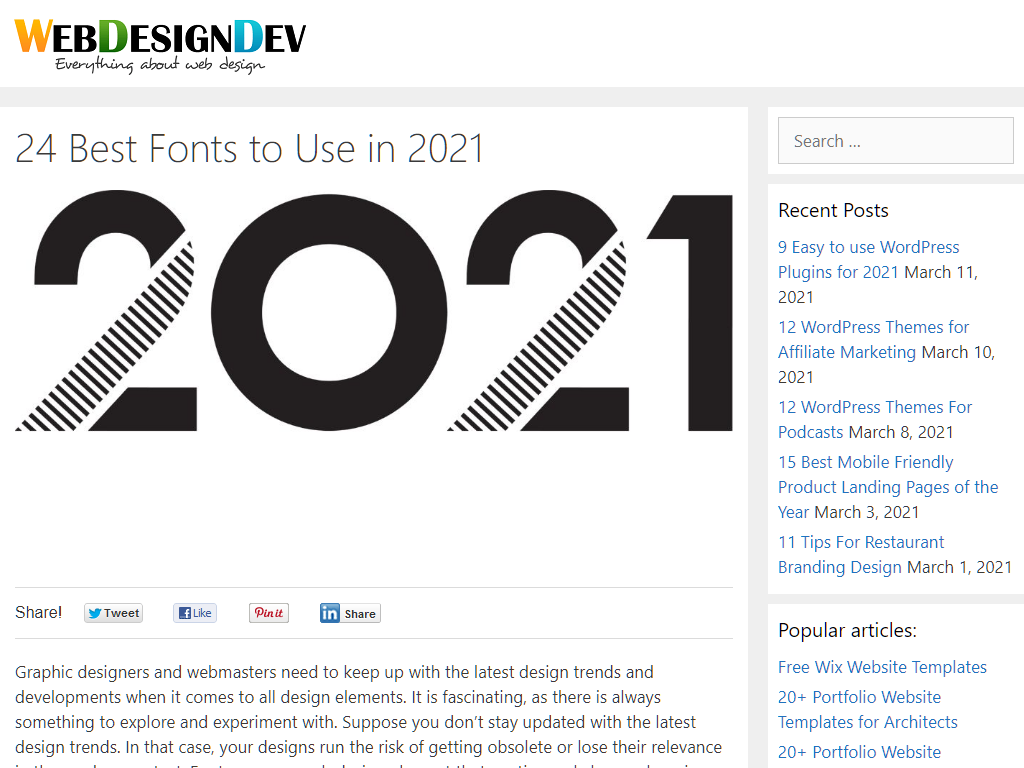 WEBDESIGNDEV
Everything about web design
24 Best Fonts to Use in 2021
2021
Share!
Tweet
Like
Pin it
in Share
Graphic designers and webmasters need to keep up with the latest design trends and
developments when it comes to all design elements. It is fascinating, as there is always
something to explore and experiment with. Suppose you don’t stay updated with the latest
design trends. In that case, your designs run the risk of getting obsolete or lose their relevance
Search ...
Recent Posts
9 Easy to use WordPress
Plugins for 2021 March 11,
2021
12 WordPress Themes for
Affiliate Marketing March 10,
2021
12 WordPress Themes For
Podcasts March 8, 2021
15 Best Mobile Friendly
Product Landing Pages of the
Year March 3, 2021
11 Tips For Restaurant
Branding Design March 1, 2021
Popular articles:
Free Wix Website Templates
20+ Portfolio Website
Templates for Architects
20+ Portfolio Website